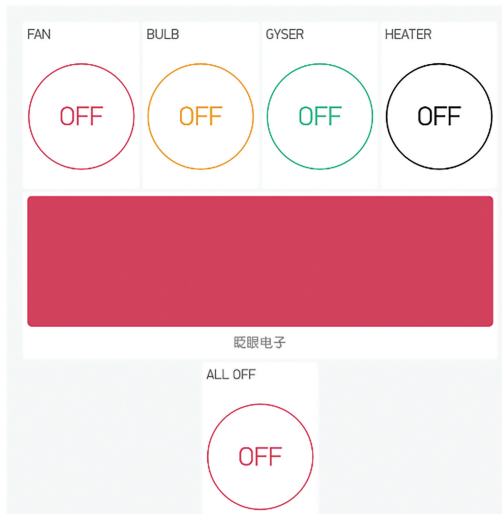 FAN BULB GYSER HEATER
OFF OFF OFF OFF
眨眼电子
ALL OFF
OFF